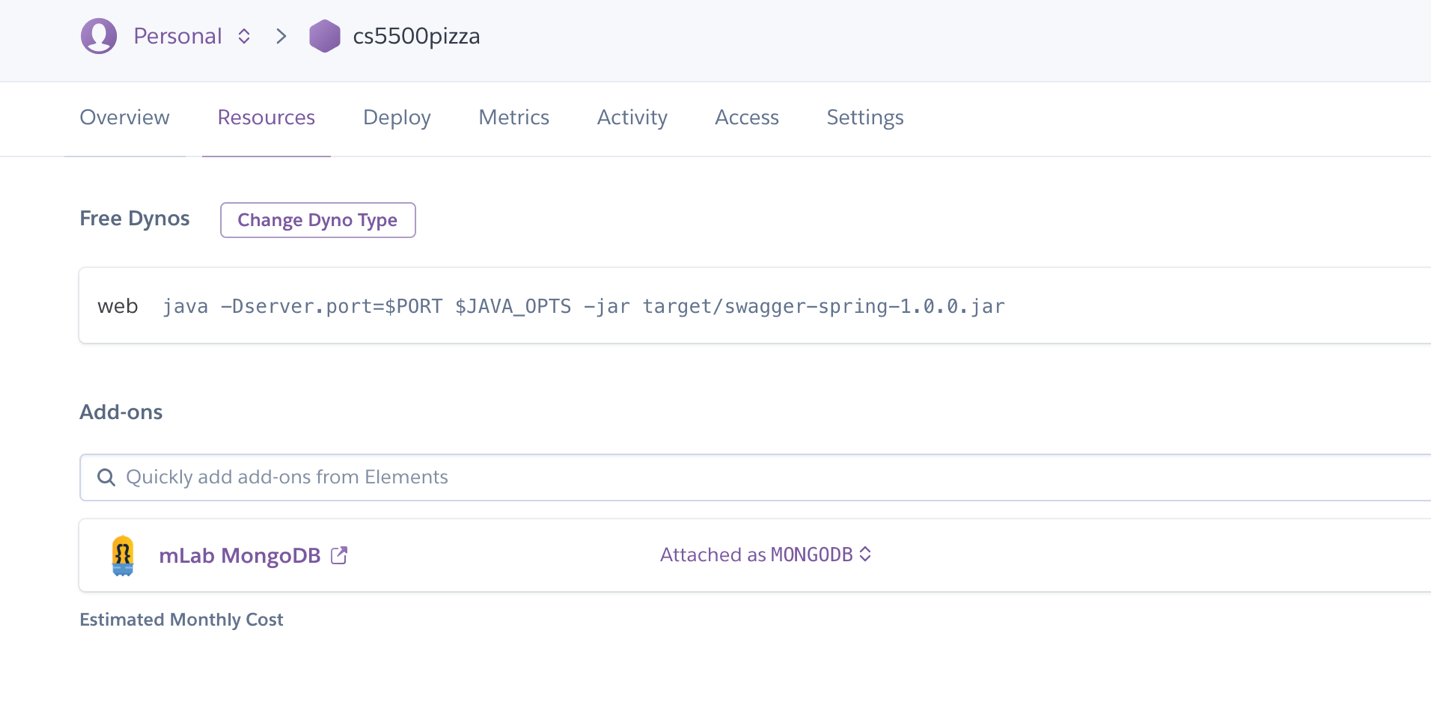 Personal > cs5500pizza
Overview Resources Deploy Metrics Activity Access Settings
Free Dynos Change Dyno Type
web java -Dserver.port=$PORT $JAVA_OPTS -jar target/swagger-spring-1.0.0.jar
Add-ons
Quickly add add-ons from Elements
mLab MongoDB Attached as MONGODB
Estimated Monthly Cost